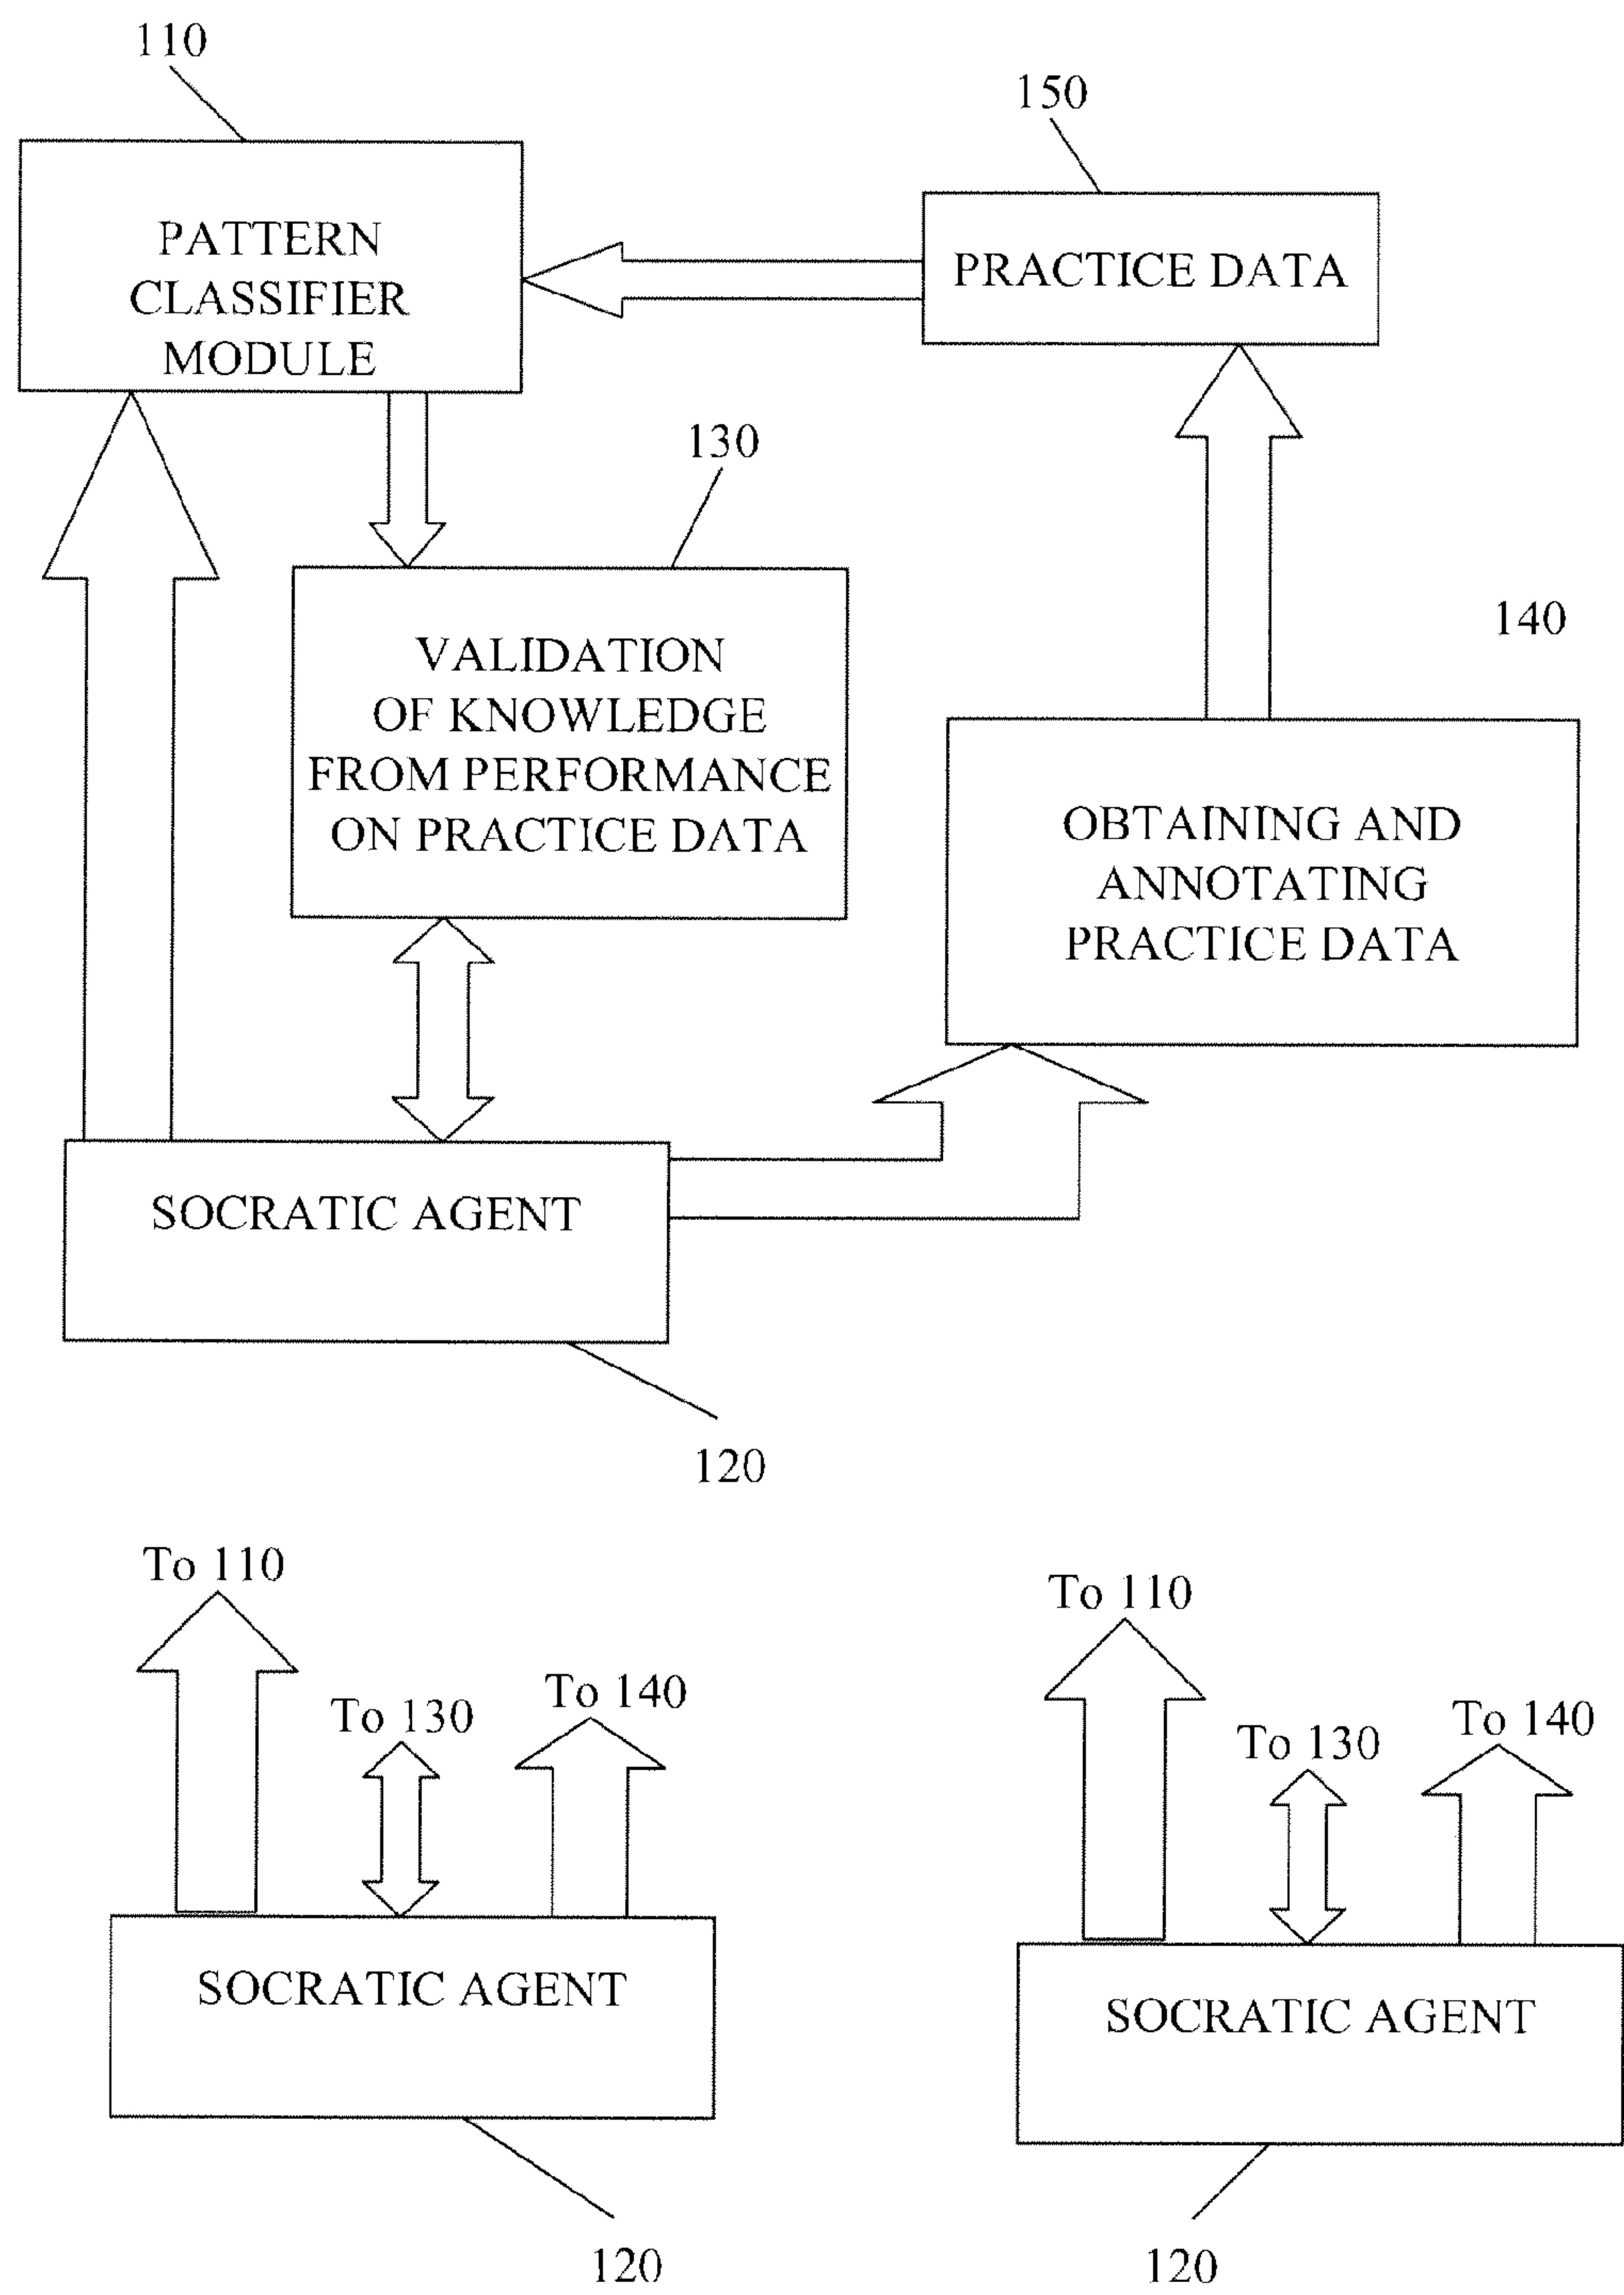 110
150
PATTERN
CLASSIFIER
MODULE
PRACTICE DATA
130
140
VALIDATION
OF KNOWLEDGE
FROM PERFORMANCE
ON PRACTICE DATA
OBTAINING AND
ANNOTATING
PRACTICE DATA
SOCRATIC AGENT
120
To 110
To 130
To 140
SOCRATIC AGENT
120
To 110
To 130
To 140
SOCRATIC AGENT
120